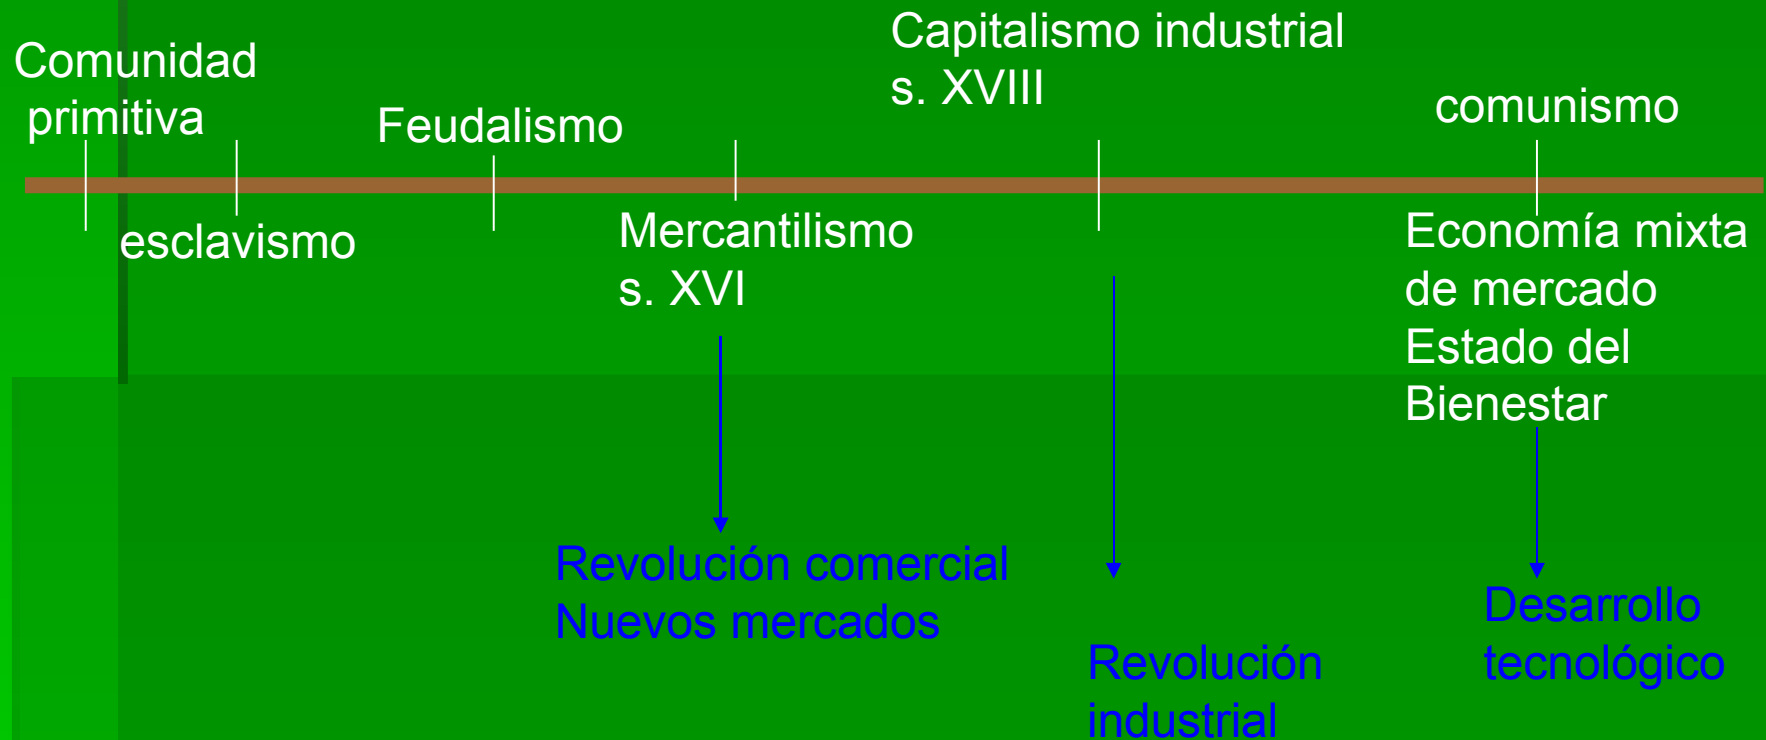 Comunidad
primitiva
esclavismo
Feudalismo
Mercantilismo
s. XVI
Capitalismo industrial
s. XVIII
comunismo
Economía mixta
de mercado
Estado del
Bienestar
Revolución comercial
Nuevos mercados
Revolución
industrial
Desarrollo
tecnológico